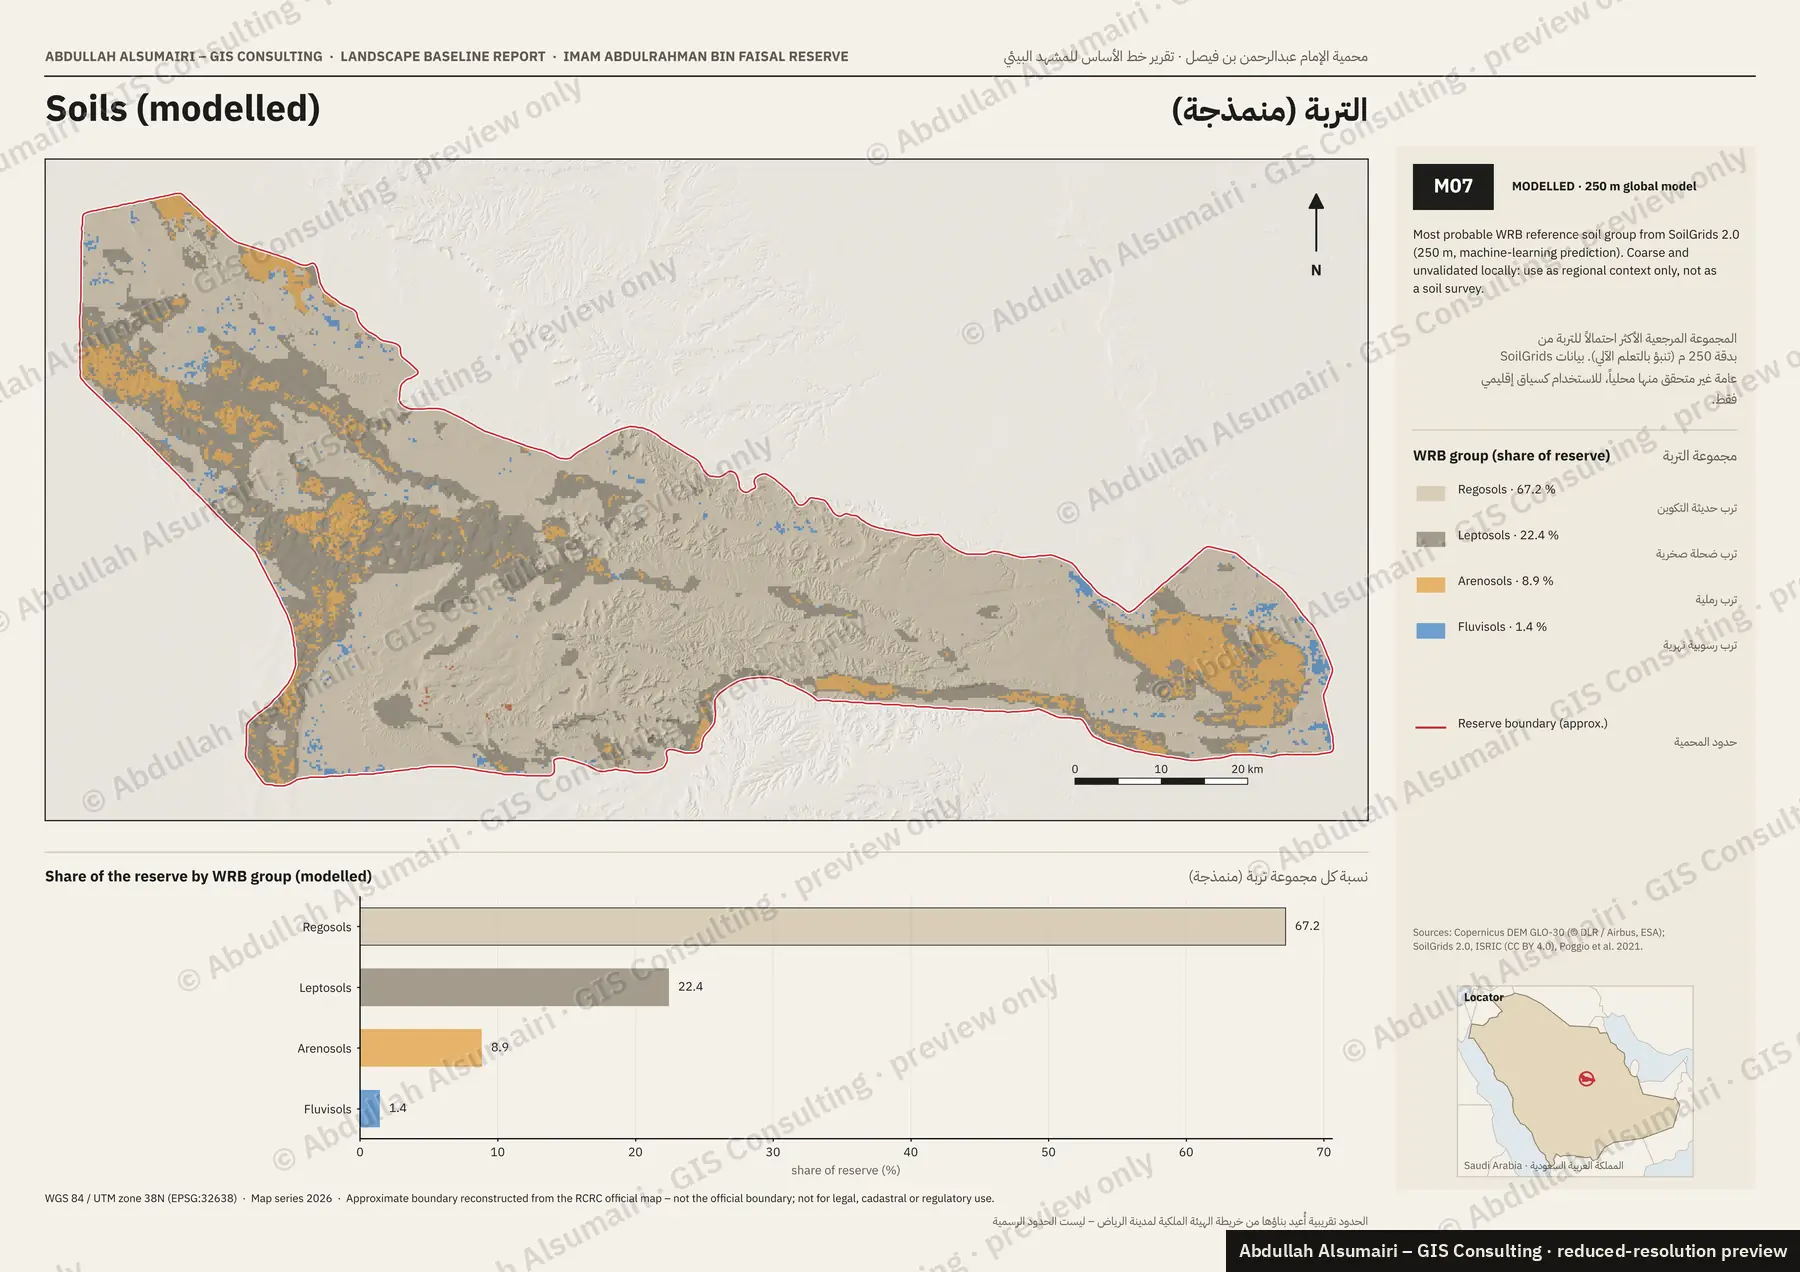 ABDULLAH ALSUMAIRI – GIS CONSULTING · LANDSCAPE BASELINE REPORT · IMAM ABDULRAHMAN BIN FAISAL RESERVE
محمية الإمام عبدالرحمن بن فيصل · تقرير خط الأساس للمشهد البيئي
Soils (modelled)
التربة (منمذجة)
N
0 10 20 km
M07
MODELLED · 250 m global model
Most probable WRB reference soil group from SoilGrids 2.0
(250 m, machine-learning prediction). Coarse and
unvalidated locally: use as regional context only, not as
a soil survey.
المجموعة المرجعية الأكثر احتمالاً للتربة من
بدقة 250 م (تنبؤ بالتعلم الآلي). بيانات SoilGrids
عامة غير متحقق منها محلياً، للاستخدام كسياق إقليمي
فقط.
WRB group (share of reserve)
مجموعة التربة
Regosols · 67.2 %
ترب حديثة التكوين
Leptosols · 22.4 %
ترب ضحلة صخرية
Arenosols · 8.9 %
ترب رملية
Fluvisols · 1.4 %
ترب رسوبية نهرية
Reserve boundary (approx.)
حدود المحمية
Sources: Copernicus DEM GLO-30 (© DLR / Airbus, ESA);
SoilGrids 2.0, ISRIC (CC BY 4.0), Poggio et al. 2021.
Locator
Saudi Arabia · المملكة العربية السعودية
Share of the reserve by WRB group (modelled)
نسبة كل مجموعة تربة (منمذجة)
Regosols 67.2
Leptosols 22.4
Arenosols 8.9
Fluvisols 1.4
0 10 20 30 40 50 60 70
share of reserve (%)
WGS 84 / UTM zone 38N (EPSG:32638) · Map series 2026 · Approximate boundary reconstructed from the RCRC official map – not the official boundary; not for legal, cadastral or regulatory use.
الحدود تقريبية أُعيد بناؤها من خريطة الهيئة الملكية لمدينة الرياض – ليست الحدود الرسمية
Abdullah Alsumairi – GIS Consulting · reduced-resolution preview
© Abdullah Alsumairi · GIS Consulting · preview only